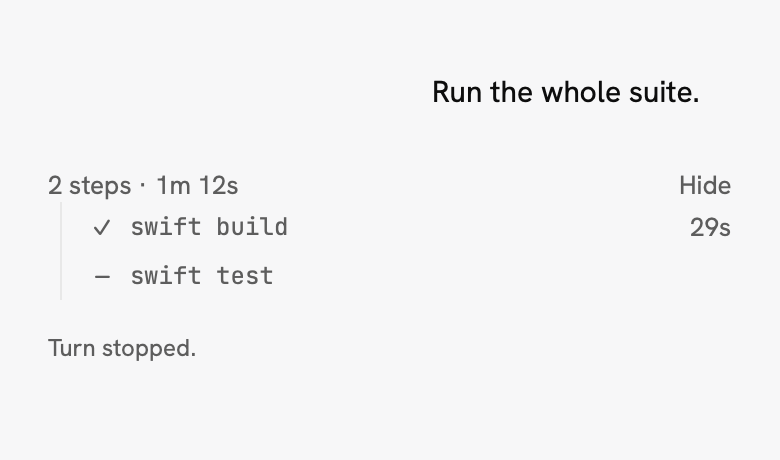 Run the whole suite.
2 steps · 1m 12s Hide
✓ swift build 29s
– swift test
Turn stopped.